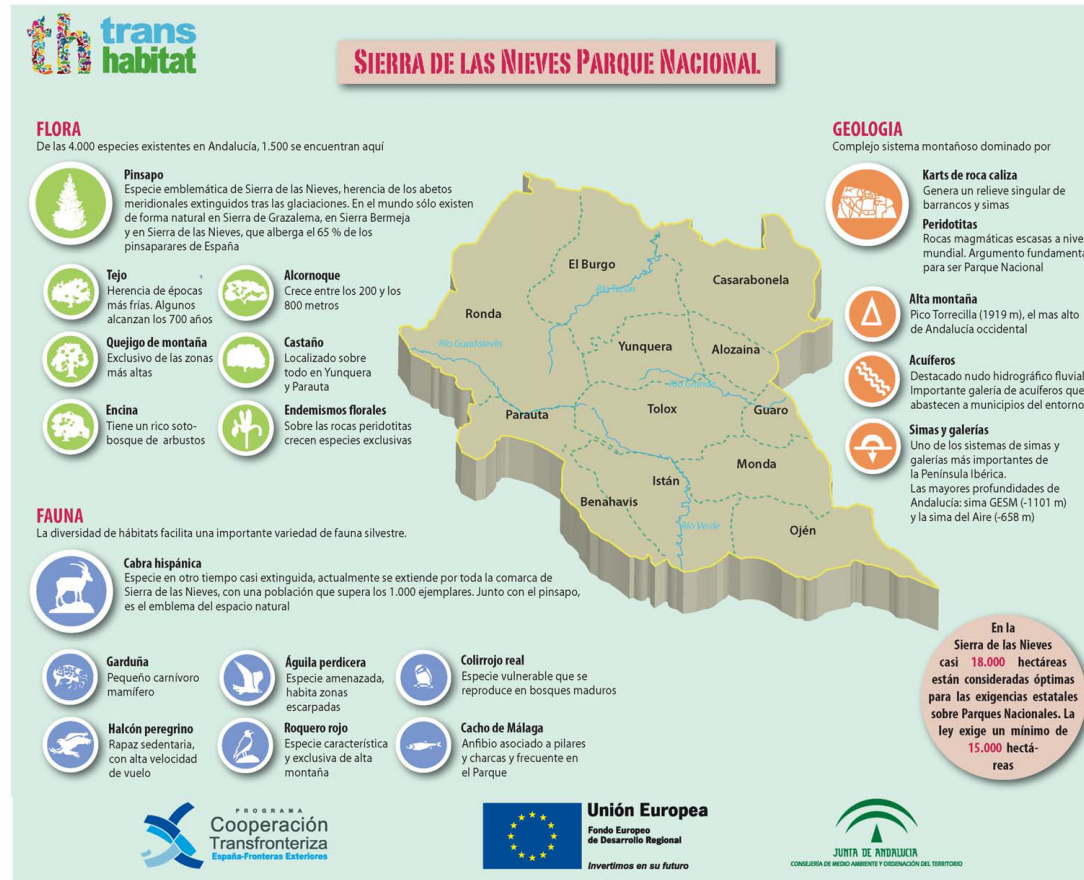 th trans
habitat
SIERRA DE LAS NIEVES PARQUE NACIONAL
FLORA
De las 4.000 especies existentes en Andalucía, 1.500 se encuentran aquí
Pinsapo
Especie emblemática de Sierra de las Nieves, herencia de los abetos
meridionales extinguidos tras las glaciaciones. En el mundo sólo existen
de forma natural en Sierra de Grazalema, en Sierra Bermeja
y en Sierra de las Nieves, que alberga el 65 % de los
pinsaparares de España
Tejo
Herencia de épocas
más frías. Algunos
alcanzan los 700 años
Alcornoque
Crece entre los 200 y los
800 metros
Quejigo de montaña
Exclusivo de las zonas
más altas
Castaño
Localizado sobre
todo en Yunquera
y Parauta
Encina
Tiene un rico soto-
bosque de arbustos
Endemismos florales
Sobre las rocas peridotitas
crecen especies exclusivas
FAUNA
La diversidad de hábitats facilita una importante variedad de fauna silvestre.
Cabra hispánica
Especie en otro tiempo casi extinguida, actualmente se extiende por toda la comarca de
Sierra de las Nieves, con una población que supera los 1.000 ejemplares. Junto con el pinsapo,
es el emblema del espacio natural
Garduña
Pequeño carnívoro
mamífero
Águila perdicera
Especie amenazada,
habita zonas
escarpadas
Colirrojo real
Especie vulnerable que se
reproduce en bosques maduros
Halcón peregrino
Rapaz sedentaria,
con alta velocidad
de vuelo
Roquero rojo
Especie característica
y exclusiva de alta
montaña
Cacho de Málaga
Anfibio asociado a pilares
y charcas y frecuente en
el Parque
El Burgo
Casarabonela
Río Turón
Ronda
Río Guadalevín
Yunquera
Alozaina
Río Grande
Parauta
Tolox
Guaro
Monda
Istán
Benahavis
Río Verde
Ojén
GEOLOGIA
Complejo sistema montañoso dominado por
Karts de roca caliza
Genera un relieve singular de
barrancos y simas
Peridotitas
Rocas magmáticas escasas a nive
mundial. Argumento fundamenta
para ser Parque Nacional
Alta montaña
Pico Torrecilla (1919 m), el mas alto
de Andalucía occidental
Acuíferos
Destacado nudo hidrográfico fluvial
Importante galería de acuíferos que
abastecen a municipios del entorno
Simas y galerías
Uno de los sistemas de simas y
galerías más importantes de
la Península Ibérica.
Las mayores profundidades de
Andalucía: sima GESM (-1101 m)
y la sima del Aire (-658 m)
En la
Sierra de las Nieves
casi 18.000 hectáreas
están consideradas óptimas
para las exigencias estatales
sobre Parques Nacionales. La
ley exige un mínimo de
15.000 hectá-
reas
PROGRAMA
Cooperación
Transfronteriza
España-Fronteras Exteriores
Unión Europea
Fondo Europeo
de Desarrollo Regional
Invertimos en su futuro
JUNTA DE ANDALUCIA
CONSEJERÍA DE MEDIO AMBIENTE Y ORDENACIÓN DEL TERRITORIO